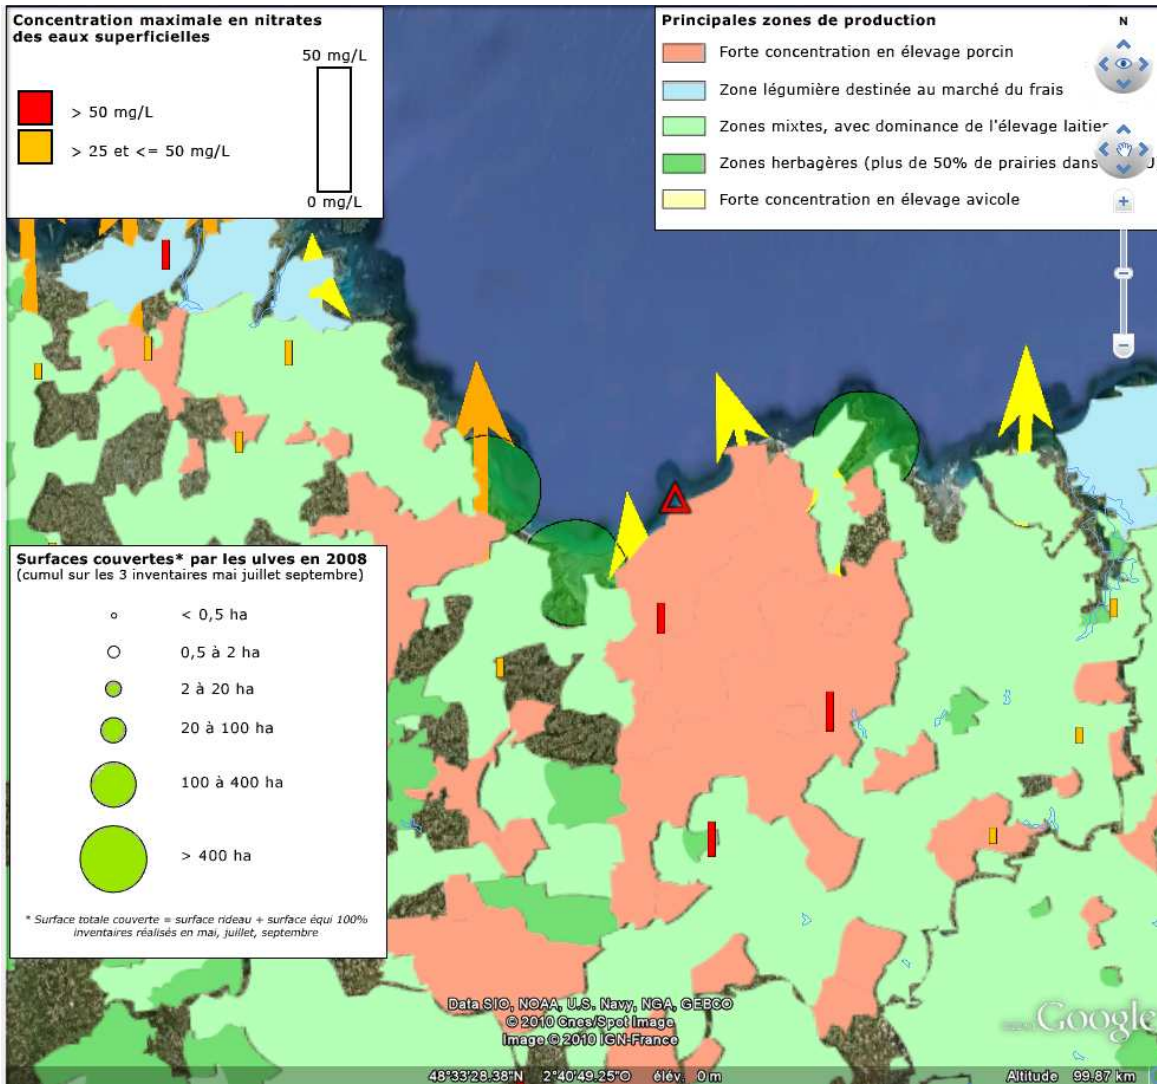 Concentration maximale en nitrates
des eaux superficielles
50 mg/L
> 50 mg/L
> 25 et <= 50 mg/L
0 mg/L
Principales zones de production
Forte concentration en élevage porcin
Zone légumière destinée au marché du frais
Zones mixtes, avec dominance de l'élevage laitier
Zones herbagères (plus de 50% de prairies dans
Forte concentration en élevage avicole
N
Surfaces couvertes* par les ulves en 2008
(cumul sur les 3 inventaires mai juillet septembre)
< 0,5 ha
0,5 à 2 ha
2 à 20 ha
20 à 100 ha
100 à 400 ha
> 400 ha
* Surface totale couverte = surface rideau + surface équi 100%
inventaires réalisés en mai, juillet, septembre
Data SIO, NOAA, U.S. Navy, NGA, GEBCO
© 2010 Cnes/Spot Image
Image © 2010 IGN-France
Google
48°33'28.38"N 2°40'49.25"O élév. 0 m Altitude 99.87 km